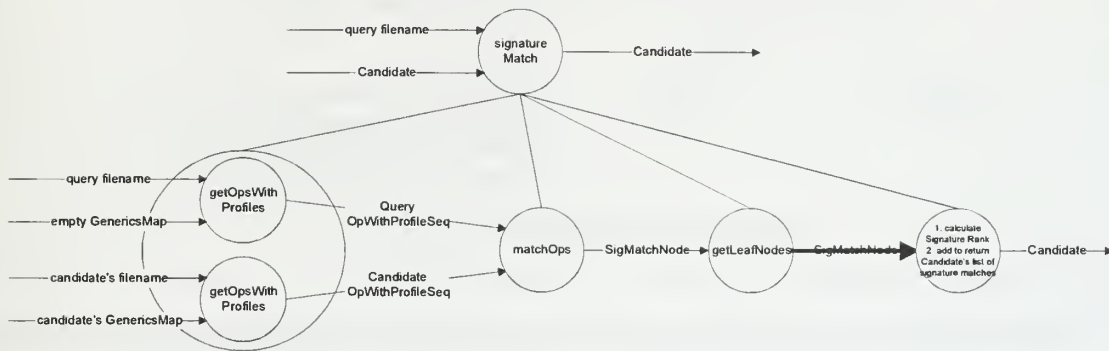 query filename
Candidate
signature
Match
Candidate
query filename
empty GenericsMap
getOpsWith
Profiles
candidate's filename
candidate's GenericsMap
getOpsWith
Profiles
Query
OpWithProfileSeq
Candidate
OpWithProfileSeq
matchOps
SigMatchNode
getLeafNodes
SigMatchNode
1. calculate
Signature Rank
2. add to return
Candidate's list of
signature matches
Candidate